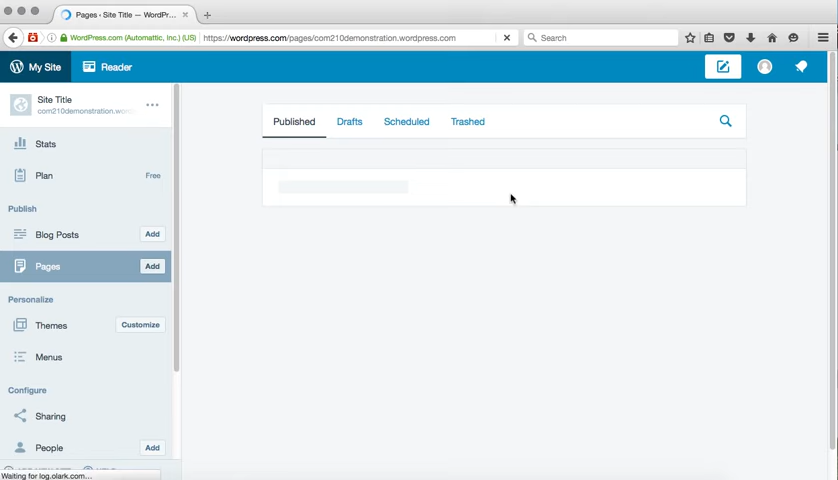 Pages ‹ Site Title — WordPr...
WordPress.com (Automattic, Inc.) (US)
https://wordpress.com/pages/com210demonstration.wordpress.com
Search
My Site
Reader
Site Title
com210demonstration.word
Stats
Plan
Free
Publish
Blog Posts
Add
Pages
Add
Personalize
Themes
Customize
Menus
Configure
Sharing
People
Add
Published
Drafts
Scheduled
Trashed
Waiting for log.olark.com...